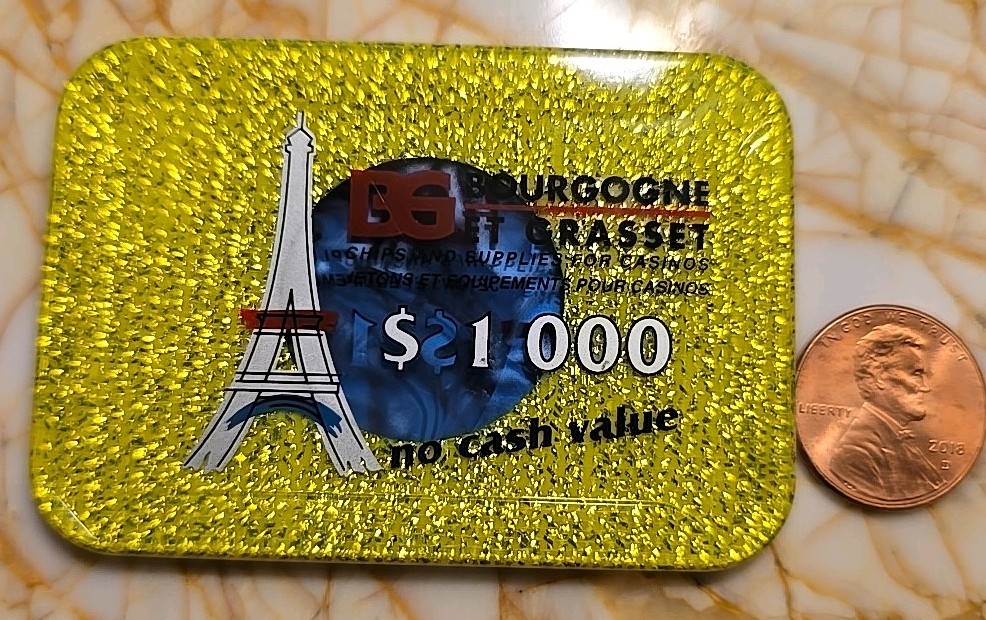 BG BOURGOGNE
ET GRASSET
CHIPS AND SUPPLIES FOR CASINOS
JETONS ET EQUIPEMENTS POUR CASINOS
$1 000
no cash value
IN GOD WE TRUST
LIBERTY
2018
D